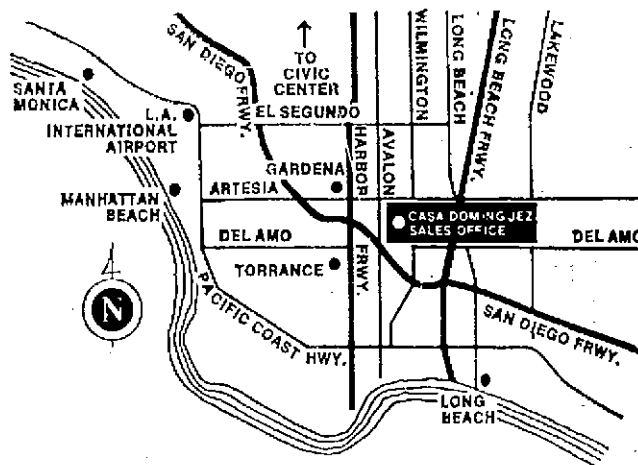 SAN DIEGO FRWY.
TO
CIVIC
CENTER
WILMINGTON
LONG BEACH
LONG BEACH FRWY.
LAKEWOOD
SANTA
MONICA
L.A.
INTERNATIONAL
AIRPORT
EL SEGUNDO
HARBOR FRWY.
AVALON
GARDENA
ARTESIA
MANHATTAN
BEACH
CASA DOMINGUEZ
SALES OFFICE
DEL AMO
DEL AMO
TORRANCE
N
PACIFIC COAST HWY.
SAN DIEGO FRWY.
LONG
BEACH